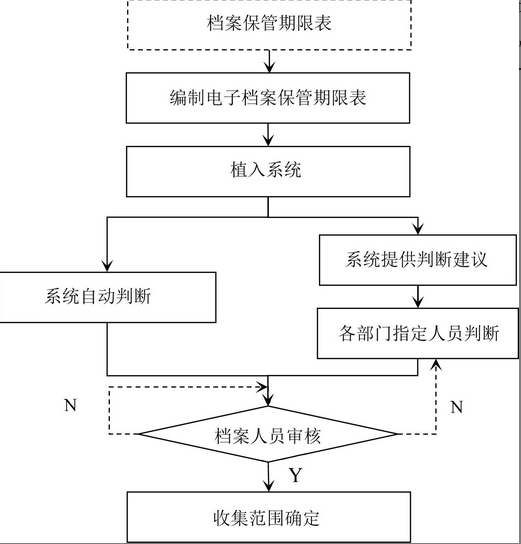 档案保管期限表
编制电子档案保管期限表
植入系统
系统提供判断建议
系统自动判断
各部门指定人员判断
N
N
档案人员审核
Y
收集范围确定